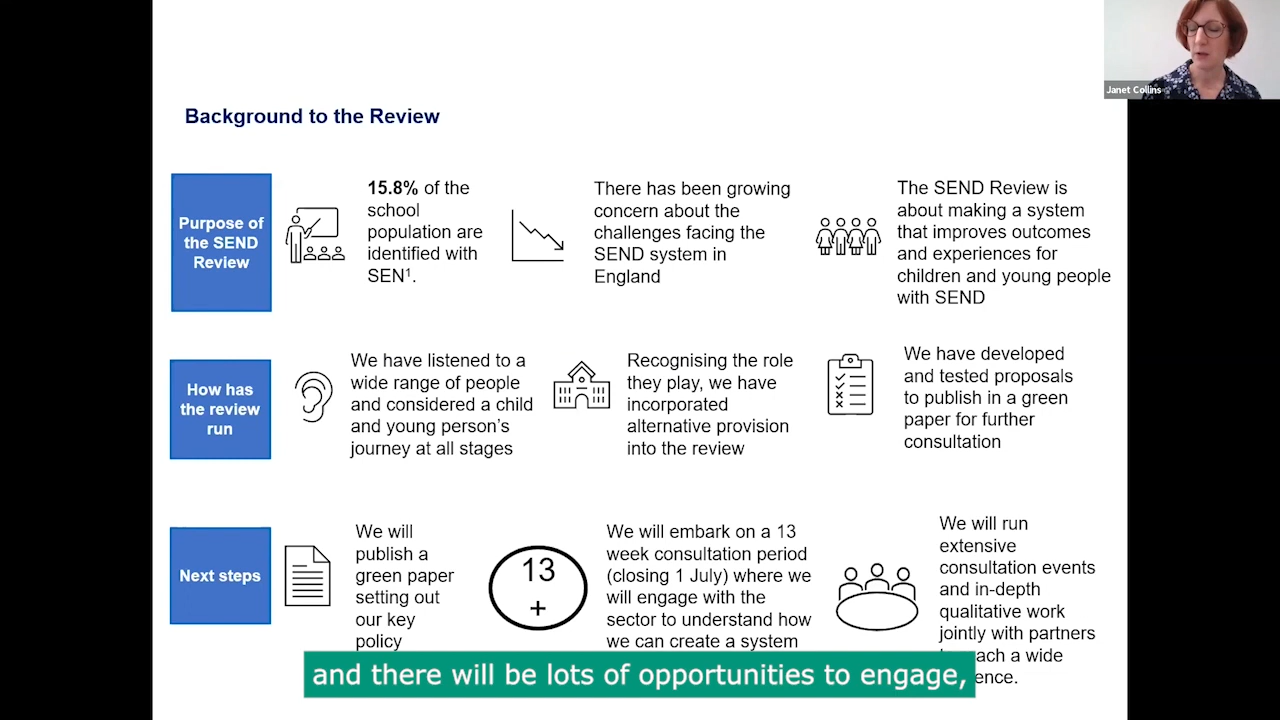 Janet Collins
Background to the Review
Purpose of
the SEND
Review
15.8% of the
school
population are
identified with
SEN¹.
There has been growing
concern about the
challenges facing the
SEND system in
England
The SEND Review is
about making a system
that improves outcomes
and experiences for
children and young people
with SEND
How has
the review
run
We have listened to a
wide range of people
and considered a child
and young person's
journey at all stages
Recognising the role
they play, we have
incorporated
alternative provision
into the review
We have developed
and tested proposals
to publish in a green
paper for further
consultation
Next steps
We will
publish a
green paper
setting out
our key
policy
13
+
We will embark on a 13
week consultation period
(closing 1 July) where we
will engage with the
sector to understand how
we can create a system
We will run
extensive
consultation events
and in-depth
qualitative work
jointly with partners
a wide
and there will be lots of opportunities to engage,